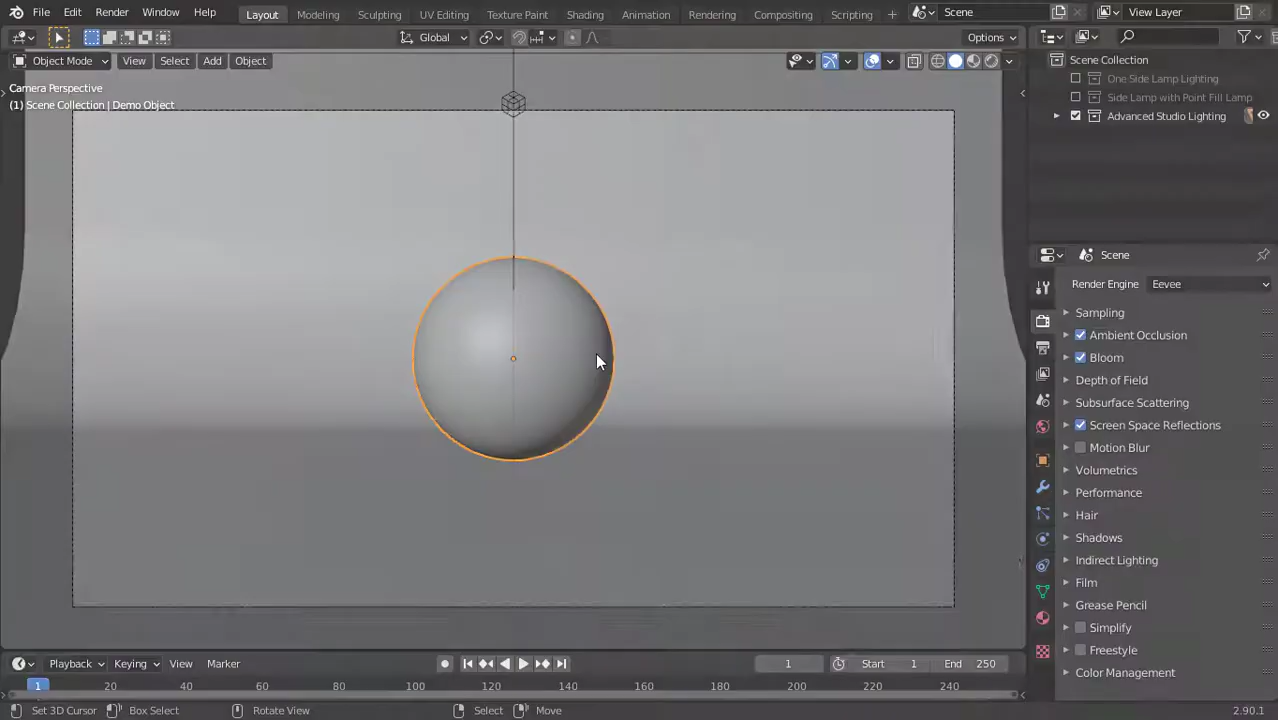 File Edit Render Window Help Layout Modeling Sculpting UV Editing Texture Paint Shading Animation Rendering Compositing Scripting Scene View Layer
Global Options
Object Mode View Select Add Object
Camera Perspective
(1) Scene Collection | Demo Object
Scene Collection
One Side Lamp Lighting
Side Lamp with Point Fill Lamp
Advanced Studio Lighting
Scene
Render Engine Eevee
Sampling
Ambient Occlusion
Bloom
Depth of Field
Subsurface Scattering
Screen Space Reflections
Motion Blur
Volumetrics
Performance
Hair
Shadows
Indirect Lighting
Film
Grease Pencil
Simplify
Freestyle
Color Management
Playback Keying View Marker 1 Start 1 End 250
1 20 40 60 80 100 120 140 160 180 200 220 240
Set 3D Cursor Box Select Rotate View Select Move 2.90.1